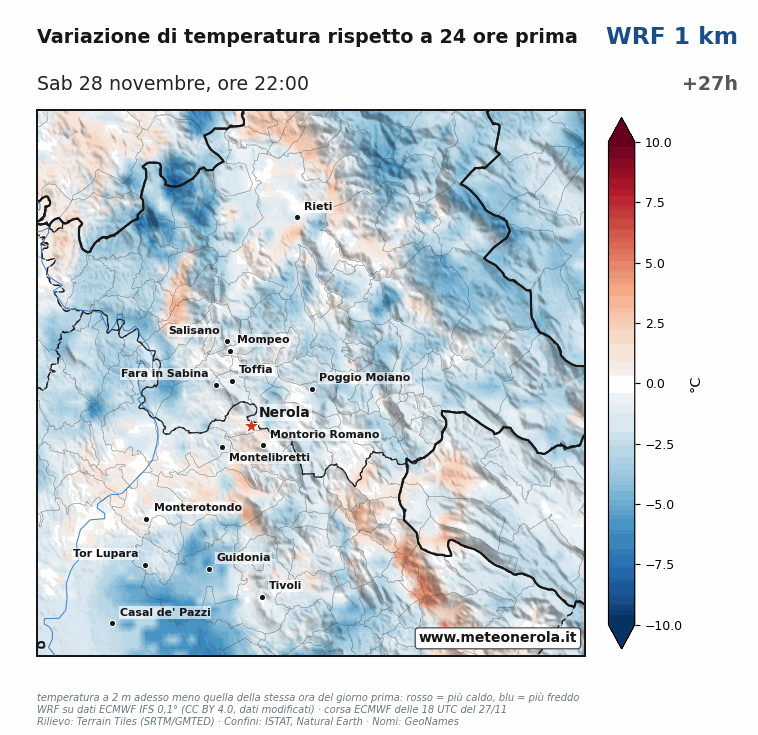 Variazione di temperatura rispetto a 24 ore prima WRF 1 km
Sab 28 novembre, ore 22:00 +27h
Rieti
Salisano
Mompeo
Fara in Sabina
Toffia
Poggio Moiano
Nerola
Montorio Romano
Montelibretti
Monterotondo
Tor Lupara
Guidonia
Tivoli
Casal de' Pazzi
www.meteonerola.it
10.0
7.5
5.0
2.5
0.0
−2.5
−5.0
−7.5
−10.0
°C
temperatura a 2 m adesso meno quella della stessa ora del giorno prima: rosso = più caldo, blu = più freddo
WRF su dati ECMWF IFS 0,1° (CC BY 4.0, dati modificati) · corsa ECMWF delle 18 UTC del 27/11
Rilievo: Terrain Tiles (SRTM/GMTED) · Confini: ISTAT, Natural Earth · Nomi: GeoNames